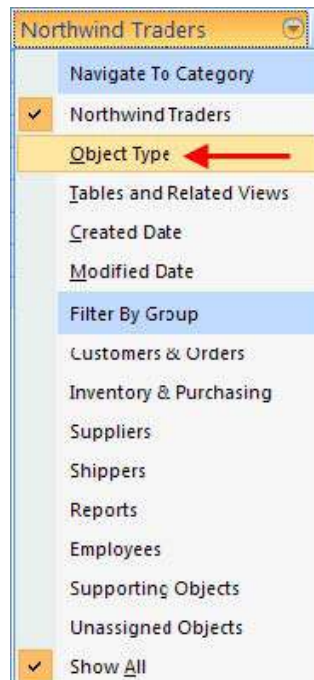 Northwind Traders
Navigate To Category
Northwind Traders
Object Type
Tables and Related Views
Created Date
Modified Date
Filter By Group
Customers & Orders
Inventory & Purchasing
Suppliers
Shippers
Reports
Employees
Supporting Objects
Unassigned Objects
Show All